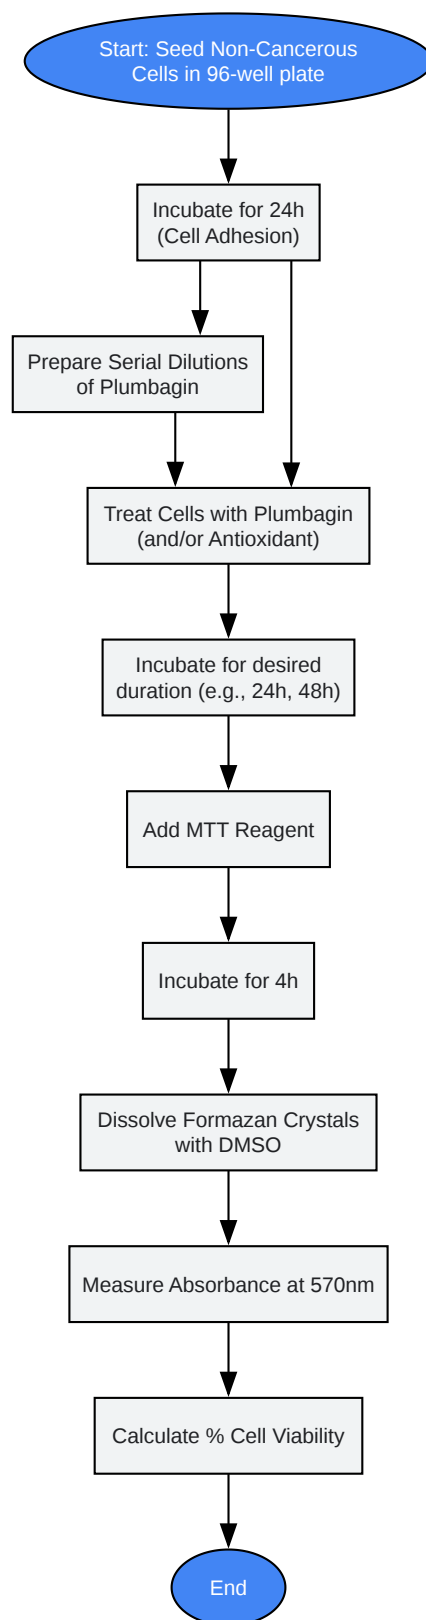 Start: Seed Non-Cancerous
Cells in 96-well plate
Incubate for 24h
(Cell Adhesion)
Prepare Serial Dilutions
of Plumbagin
Treat Cells with Plumbagin
(and/or Antioxidant)
Incubate for desired
duration (e.g., 24h, 48h)
Add MTT Reagent
Incubate for 4h
Dissolve Formazan Crystals
with DMSO
Measure Absorbance at 570nm
Calculate % Cell Viability
End